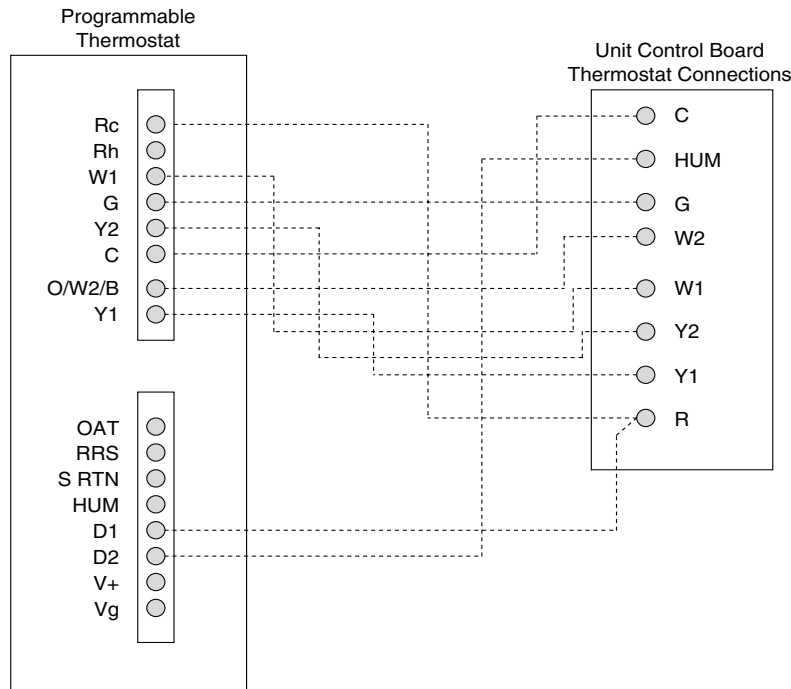 Programmable
Thermostat
Rc
Rh
W1
G
Y2
C
O/W2/B
Y1
OAT
RRS
S RTN
HUM
D1
D2
V+
Vg
Unit Control Board
Thermostat Connections
C
HUM
G
W2
W1
Y2
Y1
R